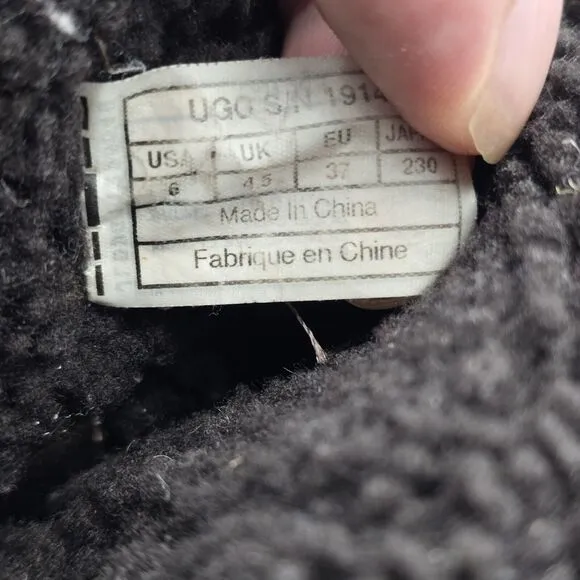 UGG S/N 1914
USA UK EU JAP
6 4.5 37 230
Made In China
Fabrique en Chine